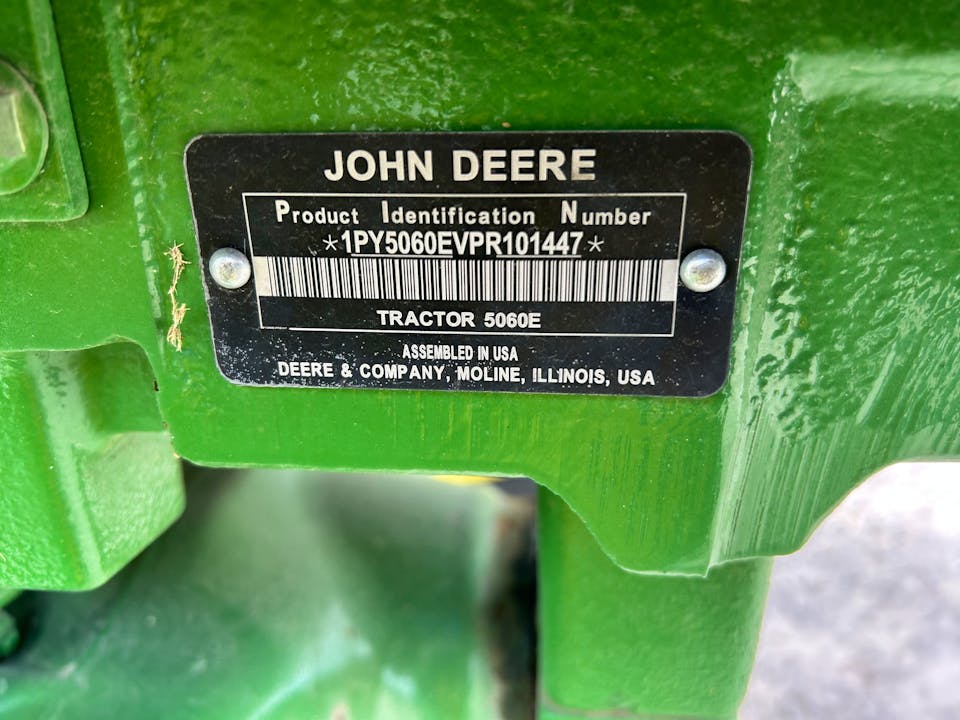 JOHN DEERE
Product Identification Number
*1PY5060EVPR101447*
TRACTOR 5060E
ASSEMBLED IN USA
DEERE & COMPANY, MOLINE, ILLINOIS, USA